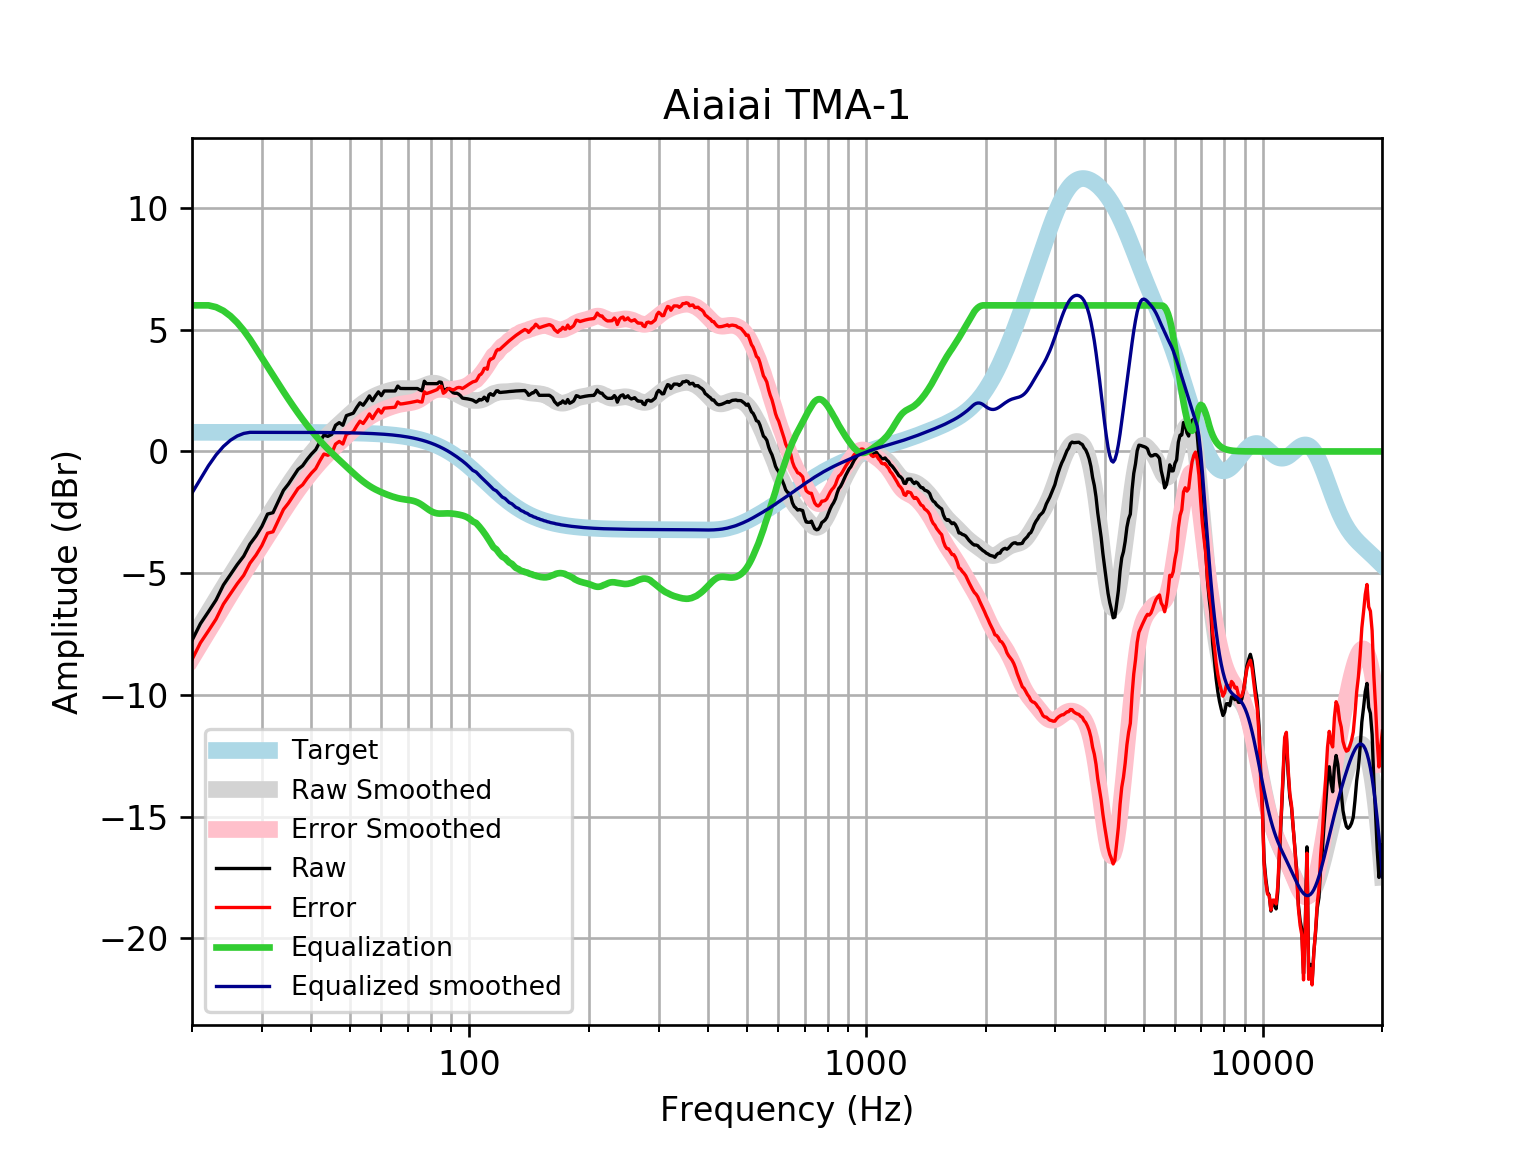 Aiaiai TMA-1
10
5
0
−5
−10
−15
−20
Amplitude (dBr)
Target
Raw Smoothed
Error Smoothed
Raw
Error
Equalization
Equalized smoothed
100 1000 10000
Frequency (Hz)